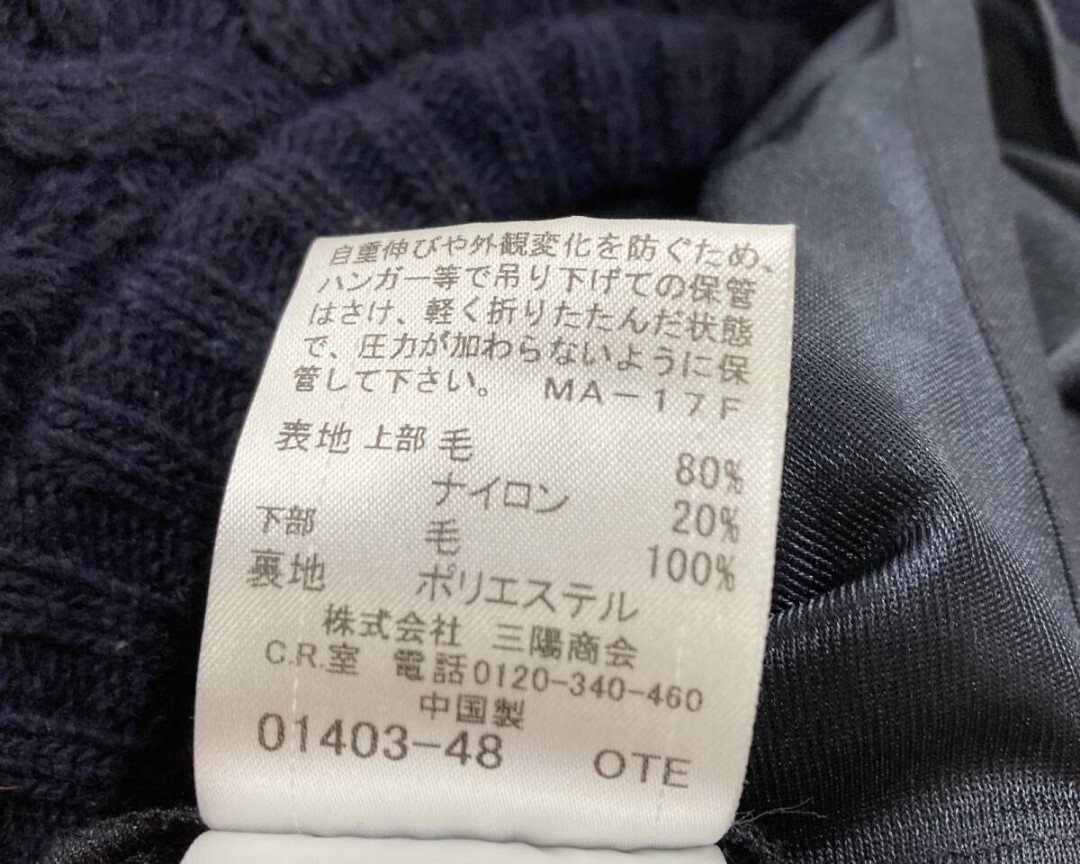 自重伸びや外観変化を防ぐため、
ハンガー等で吊り下げての保管
はさけ、軽く折りたたんだ状態
で、圧力が加わらないように保
管して下さい。 MA-17F
表地 上部 毛 80%
ナイロン 20%
下部 毛 100%
裏地 ポリエステル
株式会社 三陽商会
C.R.室 電話0120-340-460
中国製
01403-48 OTE